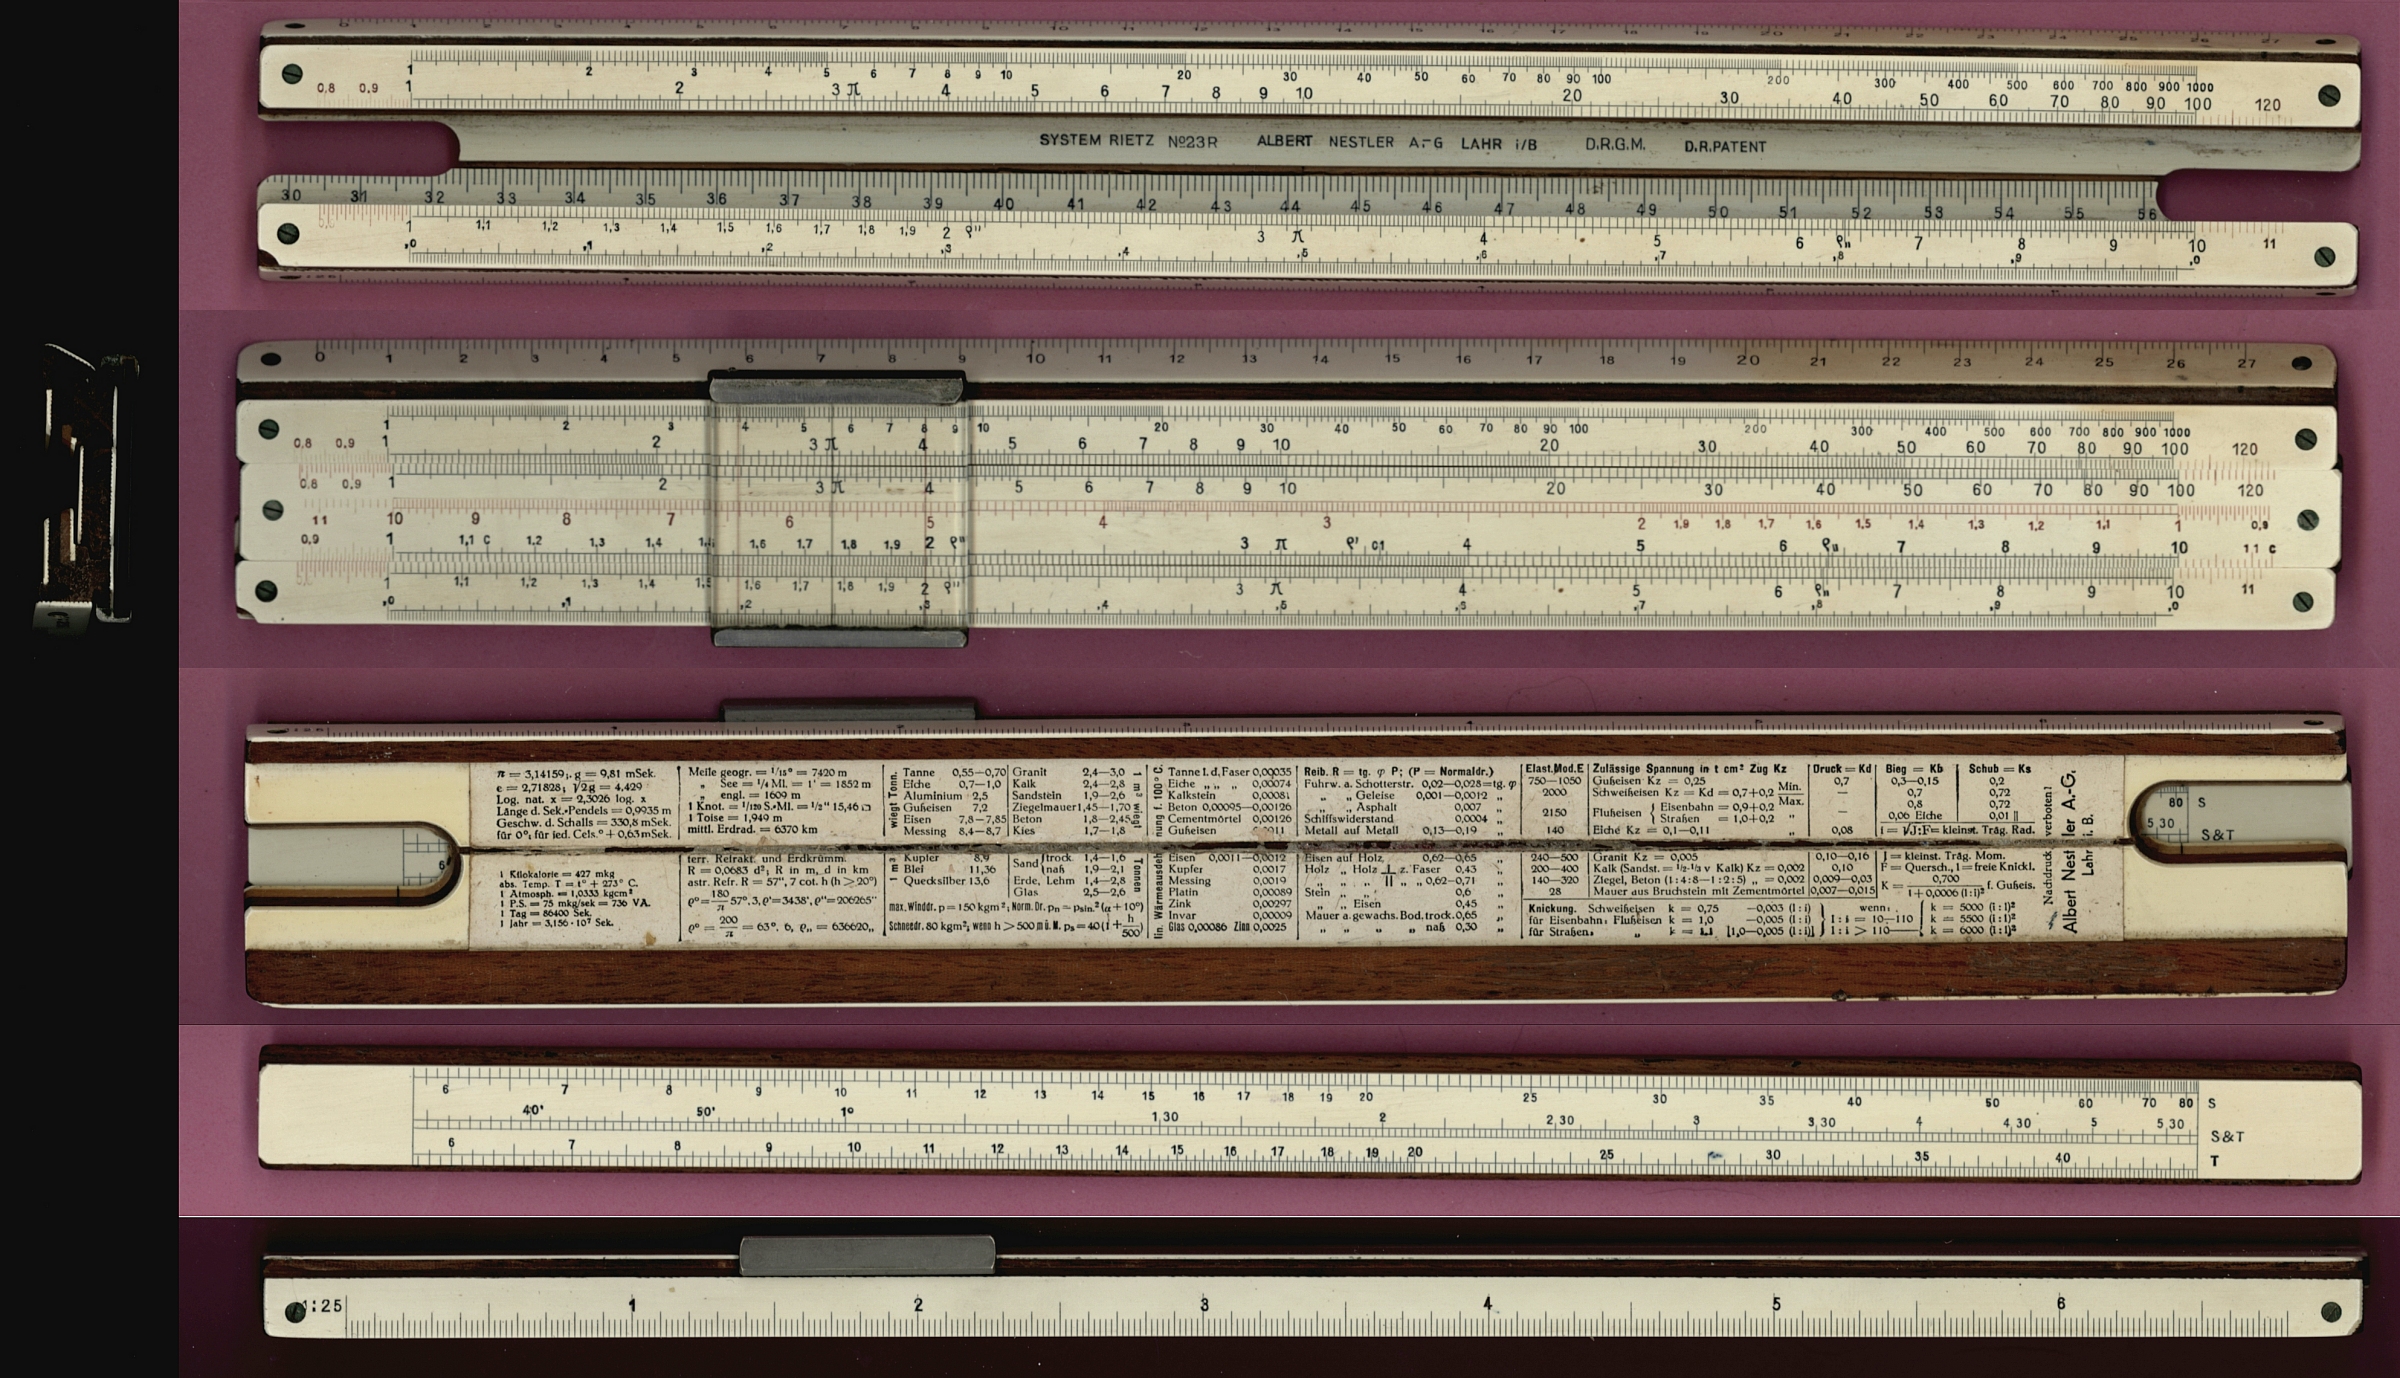 1 2 3 4 5 6 7 8 9 10 20 30 40 50 60 70 80 90 100 200 300 400 500 600 700 800 900 1000
0,8 0.9 1 2 3 π 4 5 6 7 8 9 10 20 30 40 50 60 70 80 90 100 120
SYSTEM RIETZ №23R ALBERT NESTLER A.-G LAHR i/B D.R.G.M. D.R.PATENT
30 31 32 33 34 35 36 37 38 39 40 41 42 43 44 45 46 47 48 49 50 51 52 53 54 55 56
1 1,1 1,2 1,3 1,4 1,5 1,6 1,7 1,8 1,9 2 ϱ'' 3 π 4 5 6 ϱ,, 7 8 9 10 11
,0 ,1 ,2 ,3 ,4 ,5 ,6 ,7 ,8 ,9 ,0
0 1 2 3 4 5 6 7 8 9 10 11 12 13 14 15 16 17 18 19 20 21 22 23 24 25 26 27
1 2 3 4 5 6 7 8 9 10 20 30 40 50 60 70 80 90 100 200 300 400 500 600 700 800 900 1000
0,8 0.9 1 2 3 π 4 5 6 7 8 9 10 20 30 40 50 60 70 80 90 100 120
0.8 0.9 1 2 3 π 4 5 6 7 8 9 10 20 30 40 50 60 70 80 90 100 120
11 10 9 8 7 6 5 4 3 2 1,9 1,8 1,7 1,6 1,5 1,4 1,3 1,2 1,1 1 0,9
0,9 1 1,1 C 1,2 1,3 1,4 1,6 1,7 1,8 1,9 2 ϱ'' 3 π ϱ' C1 4 5 6 ϱ,, 7 8 9 10 11 C
1 1,1 1,2 1,3 1,4 1,5 1,6 1,7 1,8 1,9 2 ϱ'' 3 π 4 5 6 ϱ,, 7 8 9 10 11
,0 ,1 ,2 ,3 ,4 ,5 ,6 ,7 ,8 ,9 ,0
π = 3,14159; g = 9,81 mSek.
e = 2,71828; √2g = 4,429
Log. nat. x = 2,3026 log. x
Länge d. Sek.-Pendels = 0,9935 m
Geschw. d. Schalls = 330,8 mSek.
für 0°; für jed. Cels.° + 0,63 mSek.
1 Kilokalorie = 427 mkg
abs. Temp. T = t° + 273° C.
1 Atmosph. = 1,0333 kgcm²
1 P.S. = 75 mkg/sek = 736 VA.
1 Tag = 86400 Sek.
1 Jahr = 3,156 · 10⁷ Sek.
Meile geogr. = 1/15° = 7420 m
„ See = 1/4 Ml. = 1' = 1852 m
„ engl. = 1609 m
1 Knot. = 1/120 S.-Ml. = 1/2" 15,46 m
1 Toise = 1,949 m
mittl. Erdrad. = 6370 km
terr. Refrakt. und Erdkrümm.
R = 0,0683 d²; R in m, d in km
astr. Refr. R = 57", 7 cot. h (h > 20°)
ϱ° = 180/π 57°. 3, ϱ' = 3438', ϱ'' = 206265"
ϱ° = 200/π = 63°. 6, ϱ,, = 636620,,
wiegt Tonn.
Tanne 0,55—0,70
Eiche 0,7—1,0
Aluminium 2,5
Gußeisen 7,2
Eisen 7,8—7,85
Messing 8,4—8,7
1 m³
Kupfer 8,9
Blei 11,36
Quecksilber 13,6
Granit 2,4—3,0
Kalk 2,4—2,8
Sandstein 1,9—2,6
Ziegelmauer 1,45—1,70
Beton 1,8—2,45
Kies 1,7—1,8
Sand { trock. 1,4—1,6
naß 1,9—2,1
Erde, Lehm 1,4—2,8
Glas 2,5—2,6
1 m³ wiegt Tonnen
max. Winddr. p = 150 kgm²; Norm. Dr. pn = p sin.² (α + 10°)
Schneedr. 80 kgm²; wenn h > 500 m ü. M. ps = 40 (1 + h/500)
lin. Wärmeausdehnung f. 100° C.
Tanne l. d. Faser 0,00035
Eiche „ „ „ 0,00074
Kalkstein 0,00081
Beton 0,00095—0,00126
Cementmörtel 0,00126
Gußeisen
Eisen 0,0011—0,0012
Kupfer 0,0017
Messing 0,0019
Platin 0,00089
Zink 0,00297
Invar 0,00009
Glas 0,00086 Zinn 0,0025
Reib. R = tg. φ P; (P = Normaldr.)
Fuhrw. a. Schotterstr. 0,02—0,028 = tg. φ
„ „ Geleise 0,001—0,0012 „
„ „ Asphalt 0,007 „
Schiffswiderstand 0,0004 „
Metall auf Metall 0,13—0,19 „
Eisen auf Holz 0,62—0,65 „
Holz „ Holz ⊥ z. Faser 0,43 „
„ „ „ || „ „ 0,62—0,71 „
Stein „ „ 0,6 „
„ „ Eisen 0,45 „
Mauer a. gewachs. Bod. trock. 0,65 „
„ „ „ „ naß 0,30 „
Elast. Mod. E
750—1050
2000
2150
140
240—500
200—400
140—320
28
Zulässige Spannung in t cm² Zug Kz
Gußeisen Kz = 0,25
Schweißeisen Kz = Kd = 0,7+0,2 Min. Max.
Flußeisen { Eisenbahn = 0,9+0,2 „
Straßen = 1,0+0,2 „
Eiche Kz = 0,1—0,11 „
Granit Kz = 0,005
Kalk (Sandst. = 1/2-1/3 v Kalk) Kz = 0,002
Ziegel, Beton (1:4:8—1:2:5) „ = 0,002
Mauer aus Bruchstein mit Zementmörtel
Druck = Kd
0,7
—
—
0,08
0,10—0,16
0,10
0,009—0,03
0,007—0,015
Bieg = Kb
0,3—0,15
0,7
0,8
0,06 Eiche
Schub = Ks
0,2
0,72
0,72
0,01 ||
i = √J:F = kleinst. Träg. Rad.
J = kleinst. Träg. Mom.
F = Quersch., l = freie Knickl.
K = 0,700 / 1 + 0,0006 (l:i)² f. Gußeis.
Knickung. Schweißeisen k = 0,75 —0,003 (l:i)
für Eisenbahn: Flußeisen k = 1,0 —0,005 (l:i)
für Straßen: „ k = 1.1 [1,0—0,005 (l:i)]
wenn:
l:i = 10—110
l:i > 110
k = 5000 (i:l)²
k = 5500 (i:l)²
k = 6000 (i:l)²
Nachdruck verboten!
Albert Nestler A.-G.
Lahr i. B.
6
80 S
5 30 S&T
6 7 8 9 10 11 12 13 14 15 16 17 18 19 20 25 30 35 40 50 60 70 80 S
40' 50' 1° 1,30 2 2,30 3 3,30 4 4,30 5 5,30 S&T
6 7 8 9 10 11 12 13 14 15 16 17 18 19 20 25 30 35 40 T
1:25 1 2 3 4 5 6